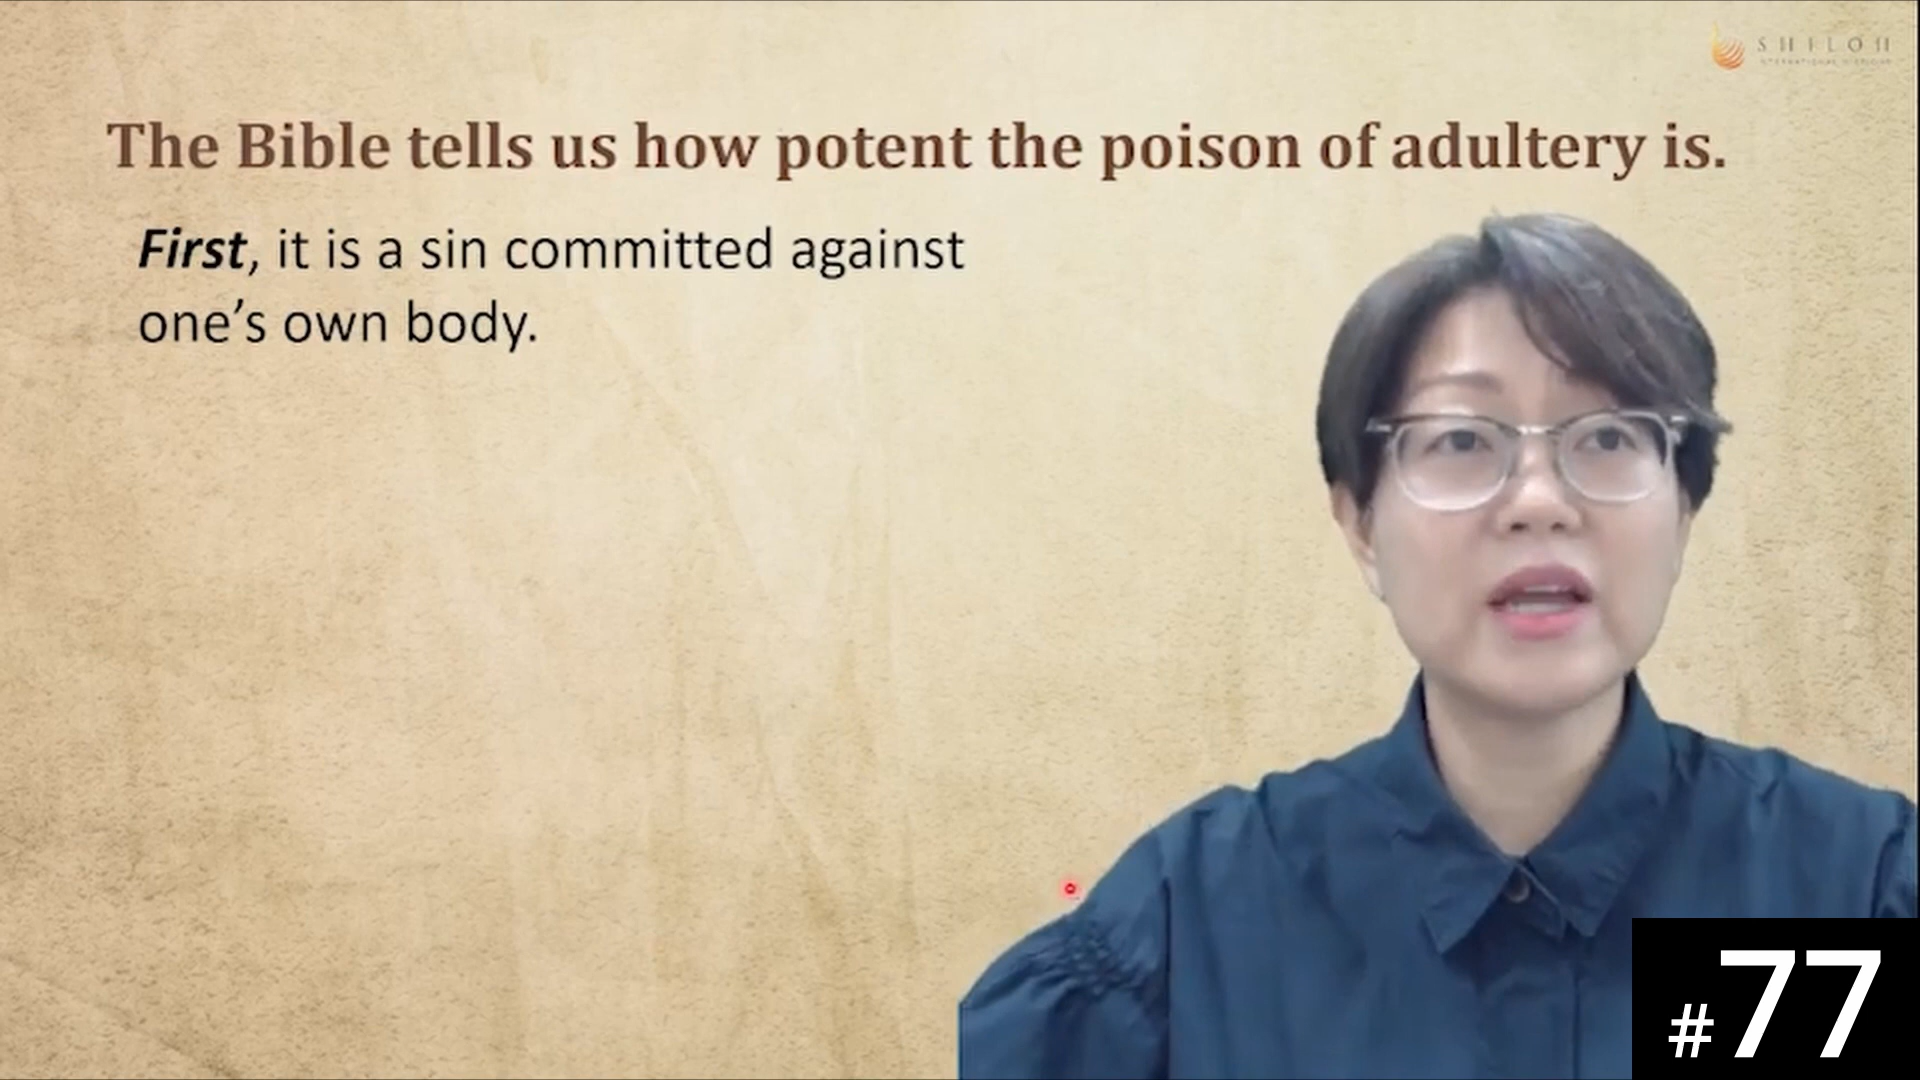 SHILOH
The Bible tells us how potent the poison of adultery is.
First, it is a sin committed against
one’s own body.
#77